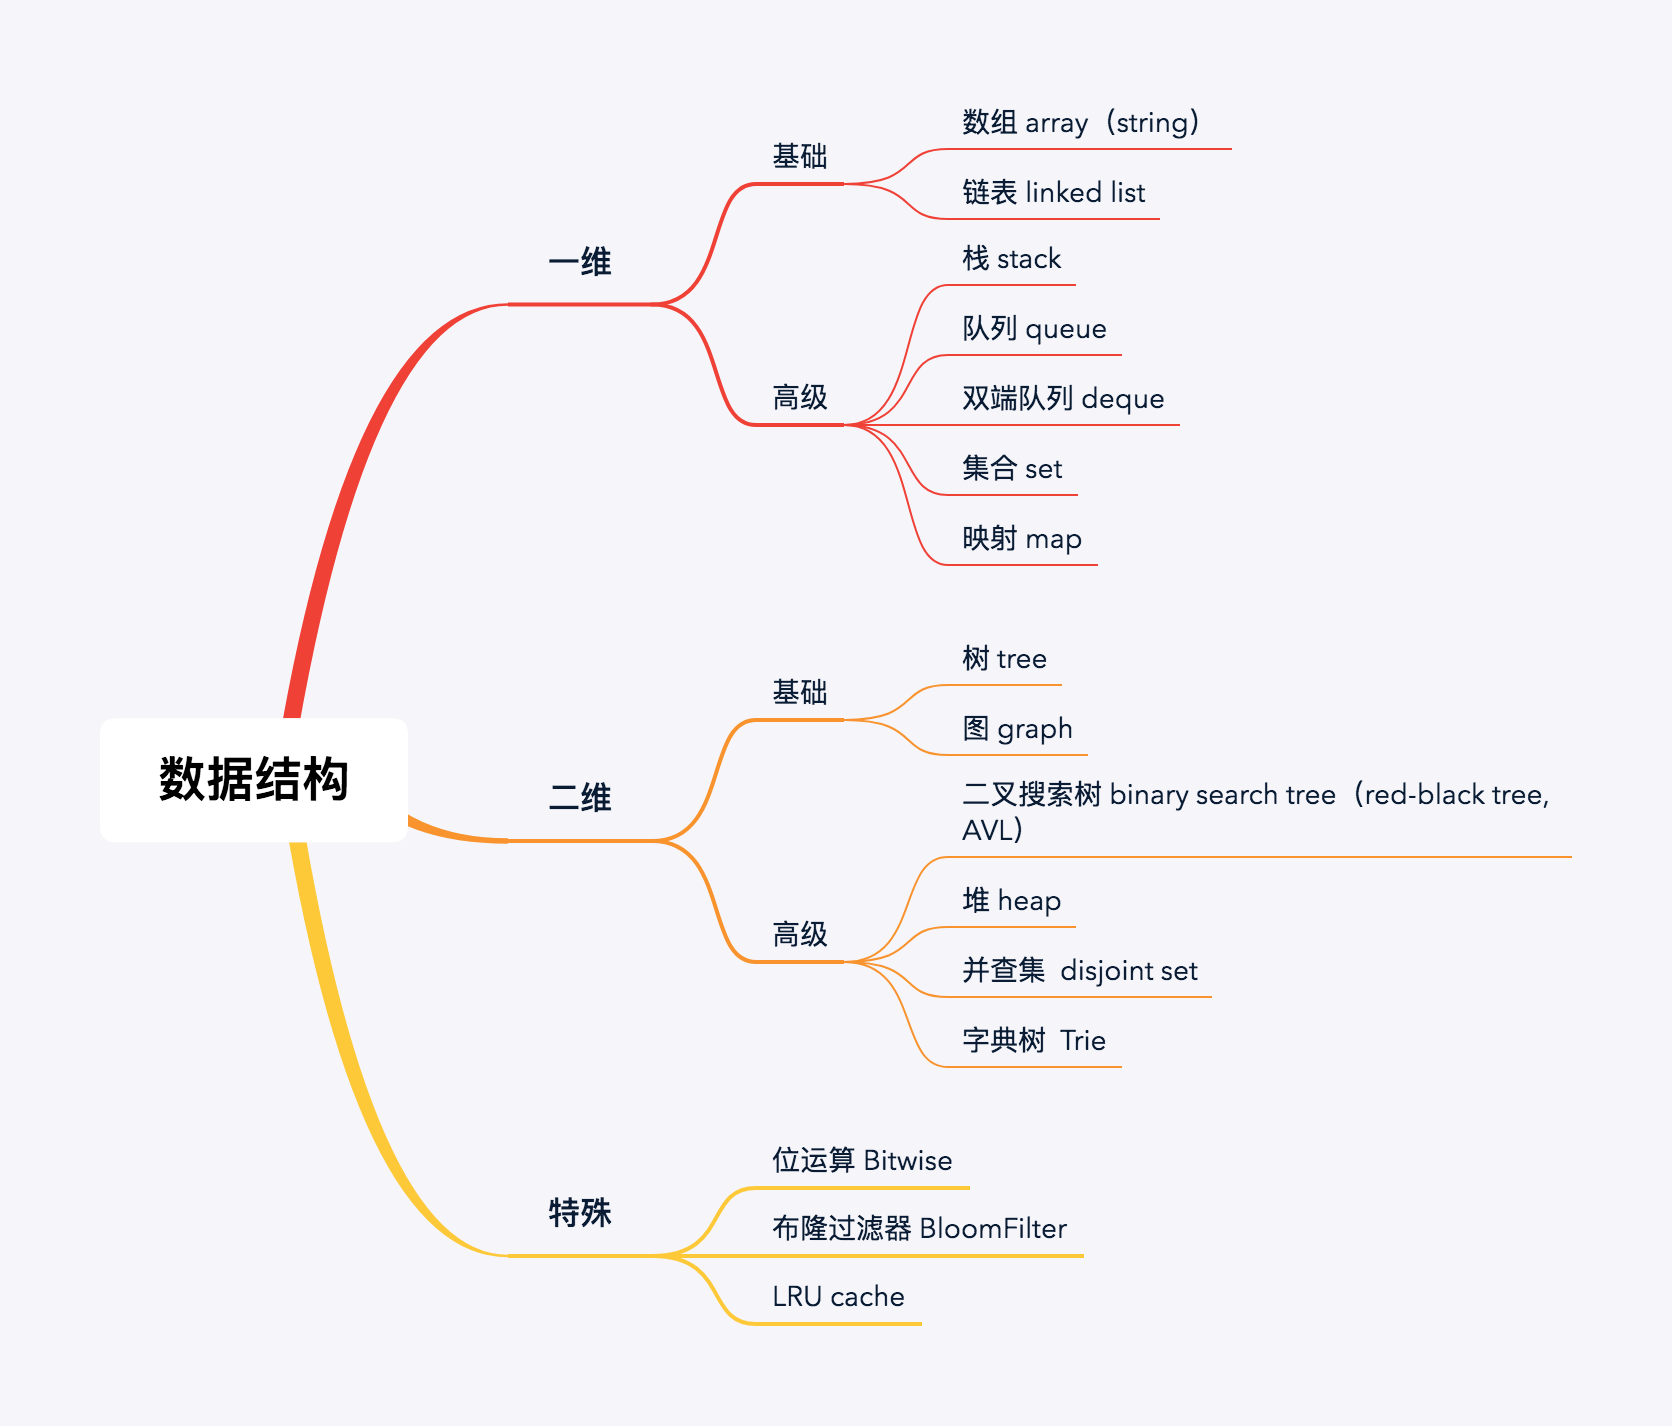 数据结构
一维
基础
数组 array（string）
链表 linked list
高级
栈 stack
队列 queue
双端队列 deque
集合 set
映射 map
二维
基础
树 tree
图 graph
高级
二叉搜索树 binary search tree（red-black tree,
AVL）
堆 heap
并查集  disjoint set
字典树  Trie
特殊
位运算 Bitwise
布隆过滤器 BloomFilter
LRU cache